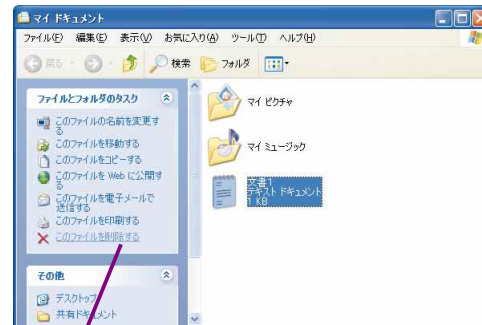 マイ ドキュメント
ファイル(F) 編集(E) 表示(V) お気に入り(A) ツール(T) ヘルプ(H)
戻る 検索 フォルダ
ファイルとフォルダのタスク
このファイルの名前を変更す
る
このファイルを移動する
このファイルをコピーする
このファイルを Web に公開す
る
このファイルを電子メールで
送信する
このファイルを印刷する
このファイルを削除する
その他
デスクトップ
共有ドキュメント
マイ ピクチャ
マイ ミュージック
文書1
テキスト ドキュメント
1 KB